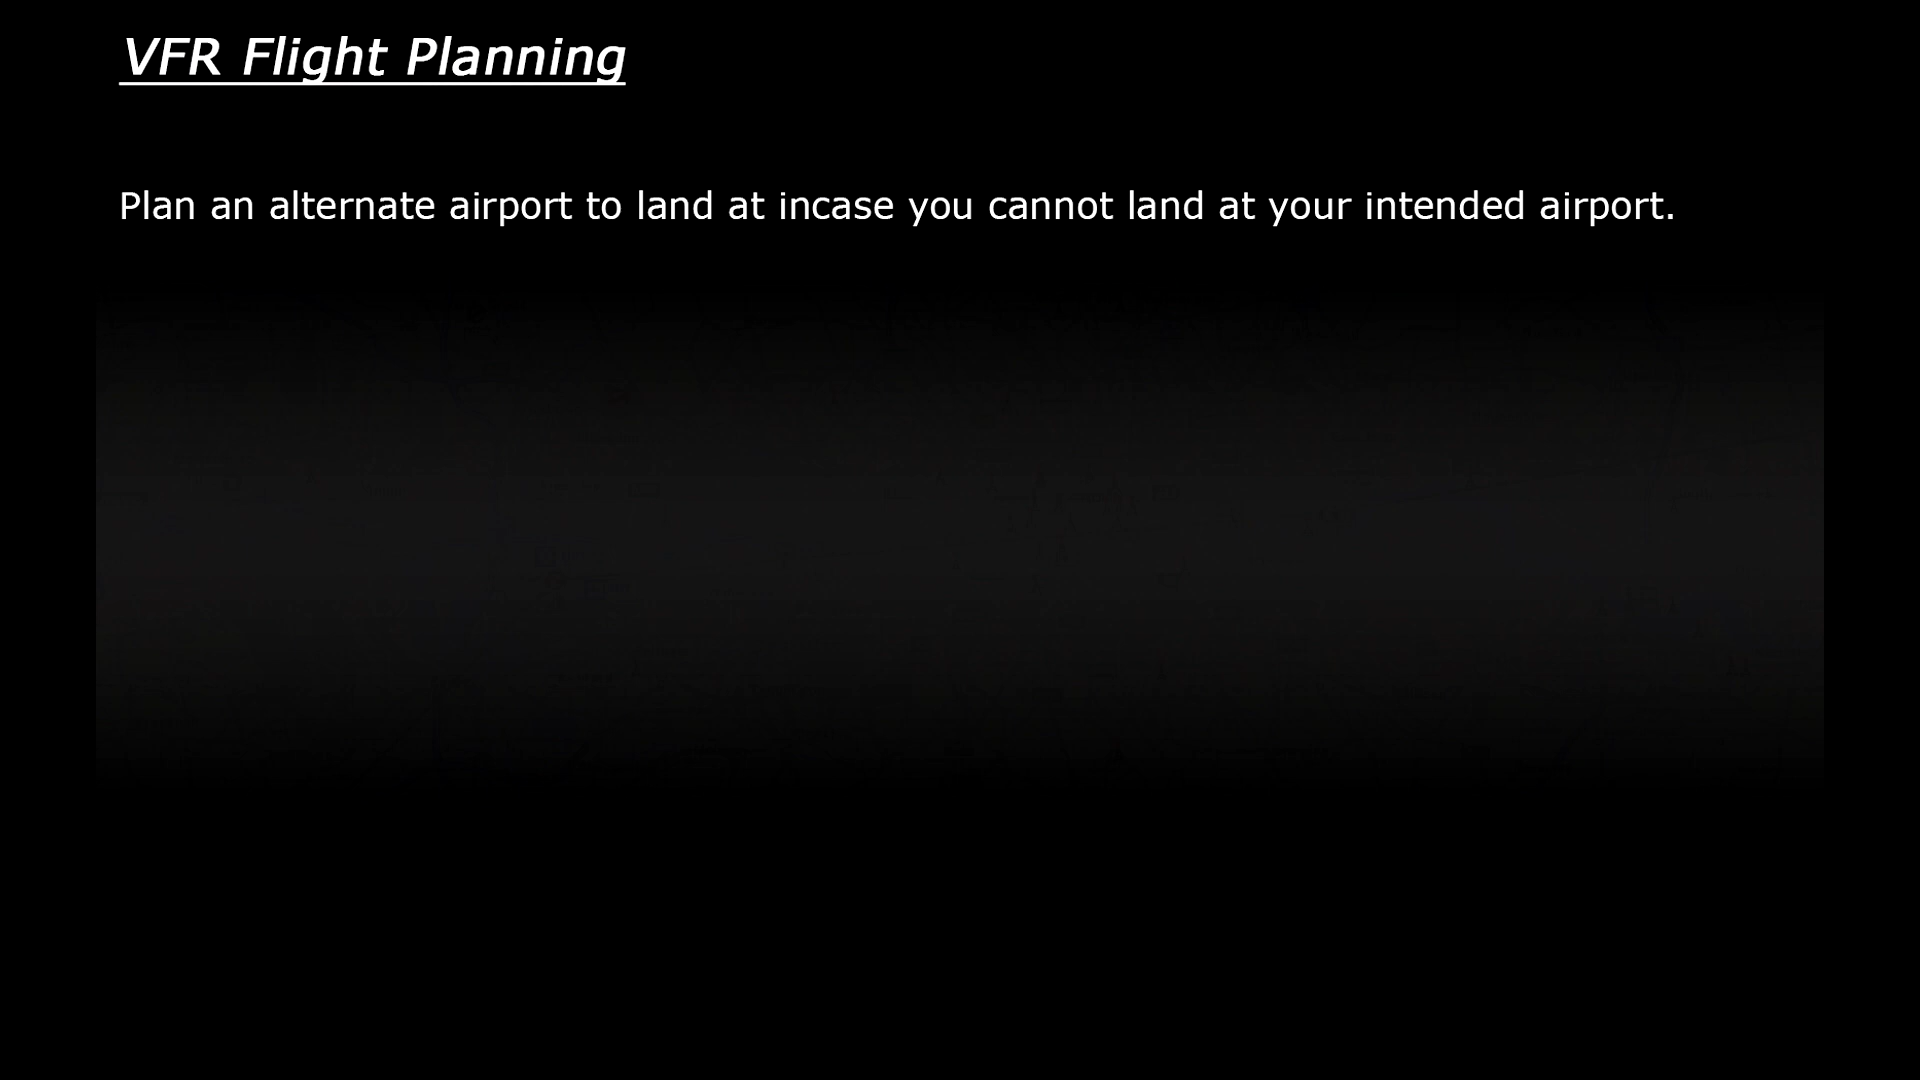 VFR Flight Planning
Plan an alternate airport to land at incase you cannot land at your intended airport.